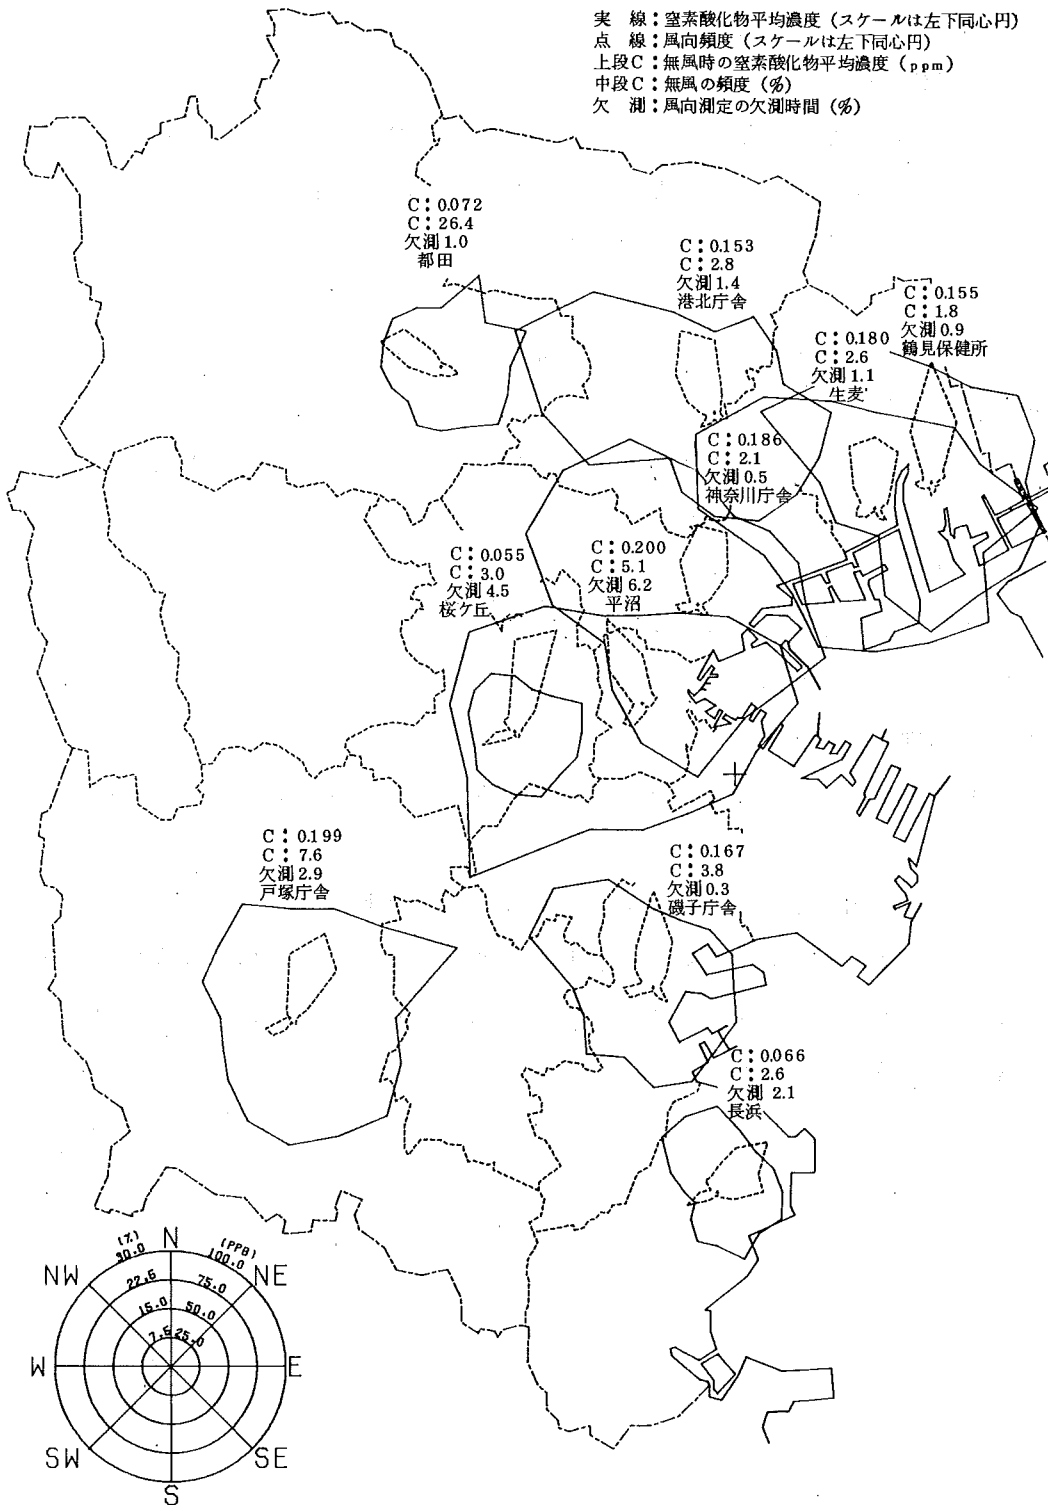 実 線：窒素酸化物平均濃度（スケールは左下同心円）
点 線：風向頻度（スケールは左下同心円）
上段C：無風時の窒素酸化物平均濃度（ppm）
中段C：無風の頻度（%）
欠 測：風向測定の欠測時間（%）
C：0.072
C：26.4
欠測1.0
都田
C：0.153
C：2.8
欠測1.4
港北庁舎
C：0.155
C：1.8
欠測0.9
鶴見保健所
C：0.180
C：2.6
欠測1.1
生麦
C：0.186
C：2.1
欠測0.5
神奈川庁舎
C：0.055
C：3.0
欠測4.5
桜ケ丘
C：0.200
C：5.1
欠測6.2
平沼
C：0.199
C：7.6
欠測2.9
戸塚庁舎
C：0.167
C：3.8
欠測0.3
磯子庁舎
C：0.066
C：2.6
欠測2.1
長浜
(%) N (PPB)
30.0 100.0
NW NE
22.5 75.0
15.0 50.0
7.5 25.0
W E
SW SE
S